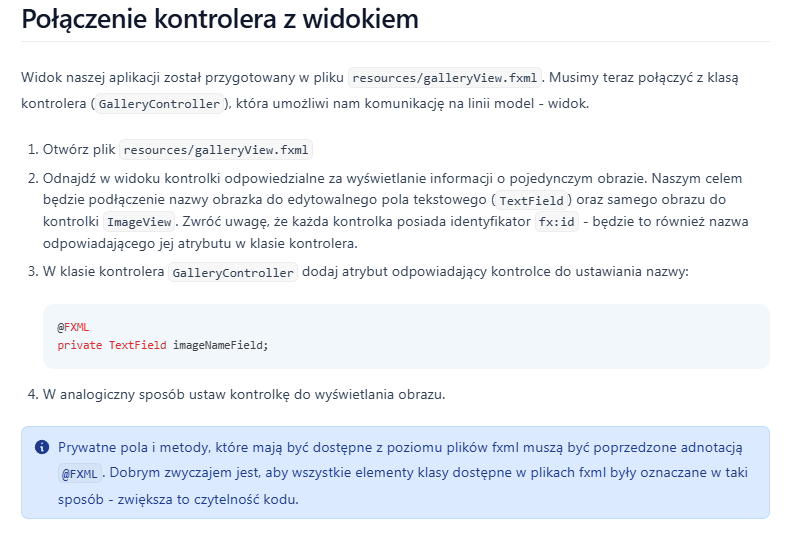 Połączenie kontrolera z widokiem
Widok naszej aplikacji został przygotowany w pliku resources/galleryView.fxml. Musimy teraz połączyć z klasą
kontrolera (GalleryController), która umożliwi nam komunikację na linii model - widok.
1. Otwórz plik resources/galleryView.fxml
2. Odnajdź w widoku kontrolki odpowiedzialne za wyświetlanie informacji o pojedynczym obrazie. Naszym celem
będzie podłączenie nazwy obrazka do edytowalnego pola tekstowego (TextField) oraz samego obrazu do
kontrolki ImageView. Zwróć uwagę, że każda kontrolka posiada identyfikator fx:id - będzie to również nazwa
odpowiadającego jej atrybutu w klasie kontrolera.
3. W klasie kontrolera GalleryController dodaj atrybut odpowiadający kontrolce do ustawiania nazwy:
@FXML
private TextField imageNameField;
4. W analogiczny sposób ustaw kontrolkę do wyświetlania obrazu.
Prywatne pola i metody, które mają być dostępne z poziomu plików fxml muszą być poprzedzone adnotacją
@FXML. Dobrym zwyczajem jest, aby wszystkie elementy klasy dostępne w plikach fxml były oznaczane w taki
sposób - zwiększa to czytelność kodu.